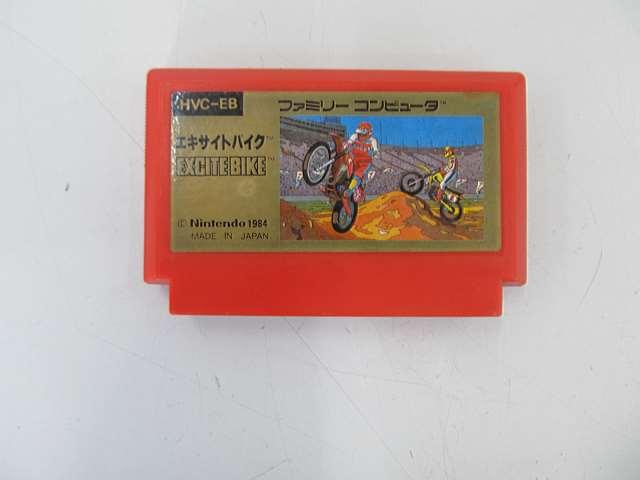 HVC-EB
ファミリー コンピュータ™
エキサイトバイク™
EXCITEBIKE™
© Nintendo 1984
MADE IN JAPAN